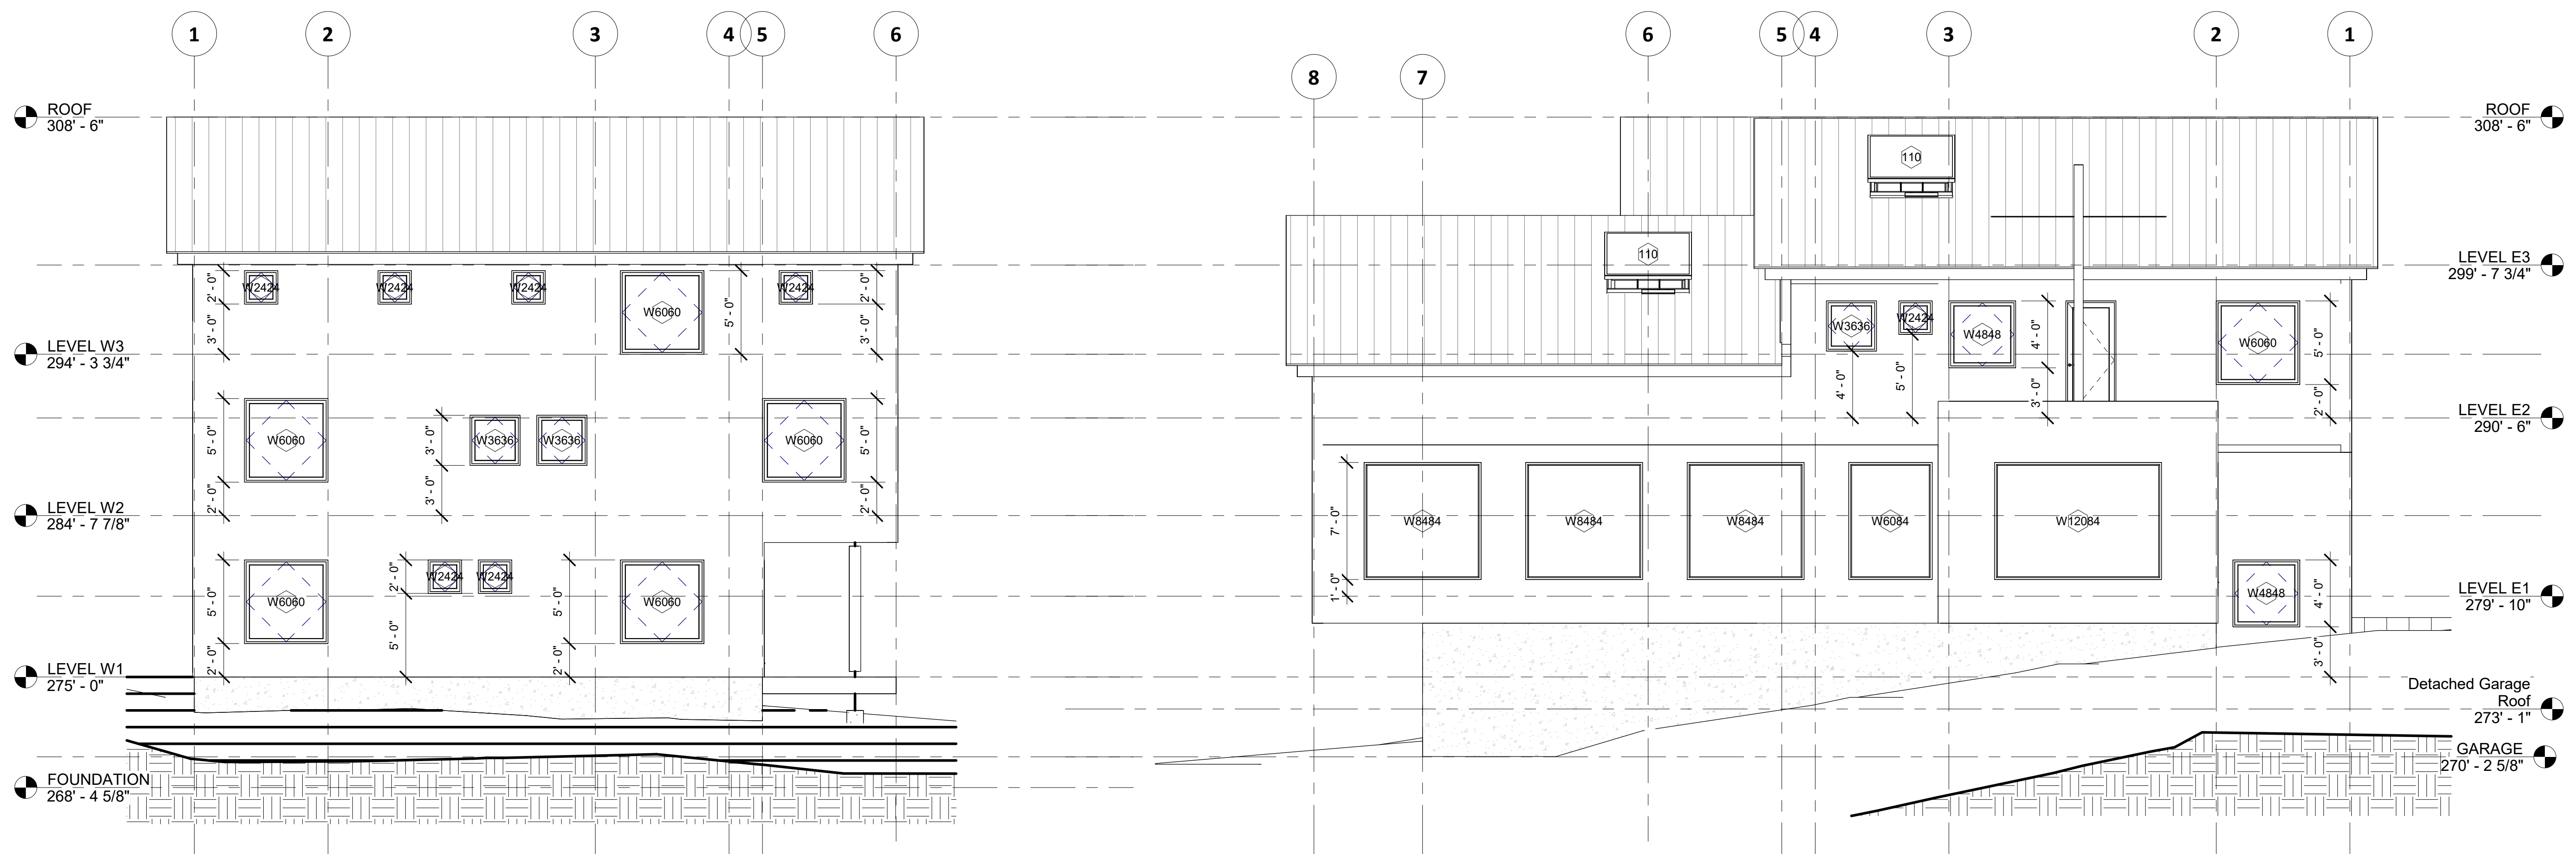 1 2 3 4 5 6
ROOF
308' - 6"
LEVEL W3
294' - 3 3/4"
LEVEL W2
284' - 7 7/8"
LEVEL W1
275' - 0"
FOUNDATION
268' - 4 5/8"
W2424 W2424 W2424 W6060 W2424
2' - 0"
3' - 0"
5' - 0"
2' - 0"
3' - 0"
W6060 W3636 W3636 W6060
5' - 0"
2' - 0"
3' - 0"
3' - 0"
5' - 0"
2' - 0"
W6060 W2424 W2424 W6060
5' - 0"
2' - 0"
2' - 0"
5' - 0"
5' - 0"
2' - 0"
8 7 6 5 4 3 2 1
110
110
W3636 W2424 W4848 W6060
4' - 0"
5' - 0"
4' - 0"
3' - 0"
5' - 0"
2' - 0"
W8484 W8484 W8484 W6084 W12084
7' - 0"
1' - 0"
W4848
4' - 0"
3' - 0"
ROOF
308' - 6"
LEVEL E3
299' - 7 3/4"
LEVEL E2
290' - 6"
LEVEL E1
279' - 10"
Detached Garage
Roof
273' - 1"
GARAGE
270' - 2 5/8"